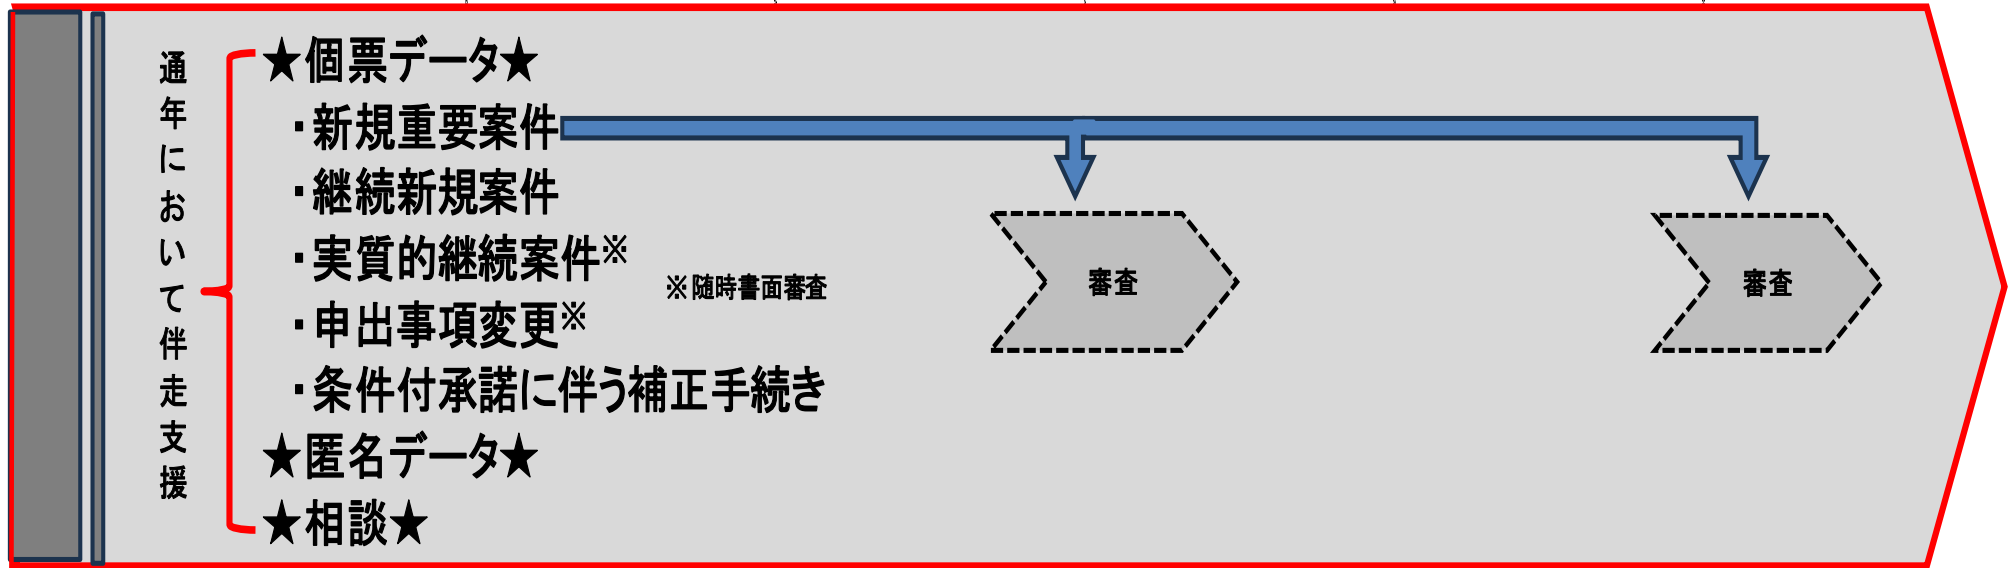 通年において伴走支援
★個票データ★
・新規重要案件
・継続新規案件
・実質的継続案件※
※随時書面審査
・申出事項変更※
・条件付承諾に伴う補正手続き
★匿名データ★
★相談★
審査
審査